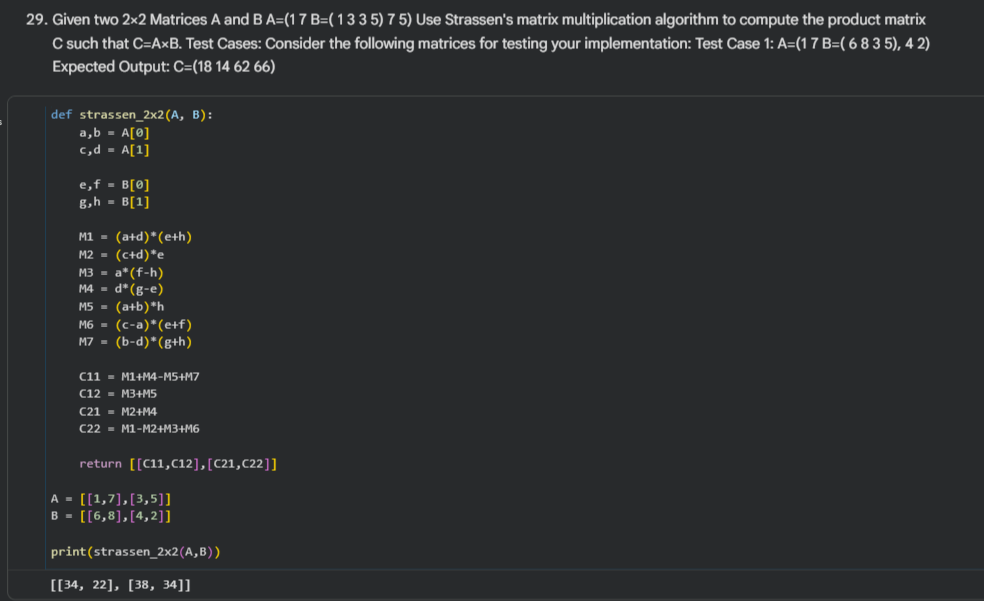 29. Given two 2×2 Matrices A and B A=(1 7 B=( 1 3 3 5) 7 5) Use Strassen's matrix multiplication algorithm to compute the product matrix
C such that C=A×B. Test Cases: Consider the following matrices for testing your implementation: Test Case 1: A=(1 7 B=( 6 8 3 5), 4 2)
Expected Output: C=(18 14 62 66)
def strassen_2x2(A, B):
    a,b = A[0]
    c,d = A[1]
    e,f = B[0]
    g,h = B[1]
    M1 = (a+d)*(e+h)
    M2 = (c+d)*e
    M3 = a*(f-h)
    M4 = d*(g-e)
    M5 = (a+b)*h
    M6 = (c-a)*(e+f)
    M7 = (b-d)*(g+h)
    C11 = M1+M4-M5+M7
    C12 = M3+M5
    C21 = M2+M4
    C22 = M1-M2+M3+M6
    return [[C11,C12],[C21,C22]]
A = [[1,7],[3,5]]
B = [[6,8],[4,2]]
print(strassen_2x2(A,B))
[[34, 22], [38, 34]]